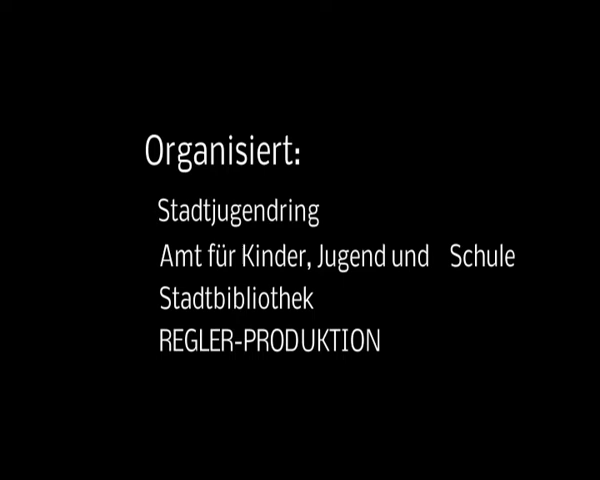 Organisiert:
Stadtjugendring
Amt für Kinder, Jugend und Schule
Stadtbibliothek
REGLER-PRODUKTION